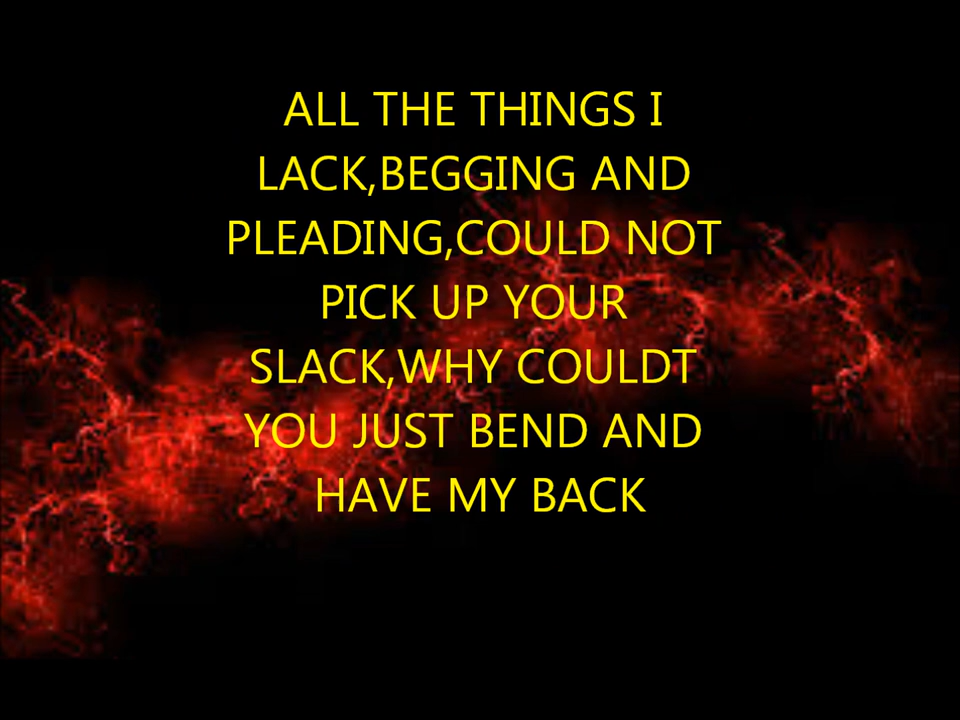 ALL THE THINGS I
LACK,BEGGING AND
PLEADING,COULD NOT
PICK UP YOUR
SLACK,WHY COULDT
YOU JUST BEND AND
HAVE MY BACK